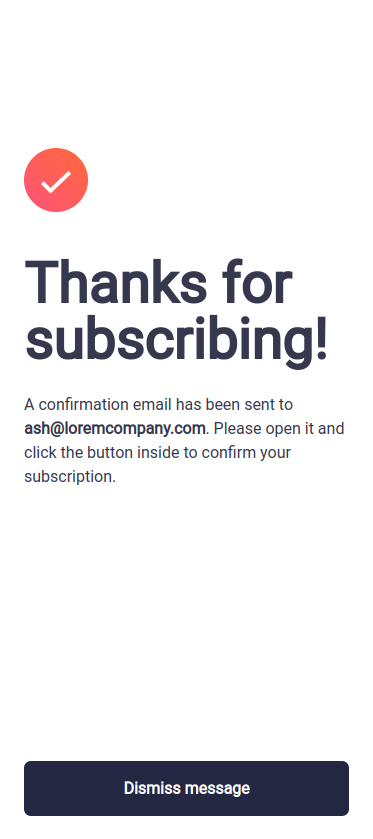 Thanks for
subscribing!
A confirmation email has been sent to
ash@loremcompany.com. Please open it and
click the button inside to confirm your
subscription.
Dismiss message